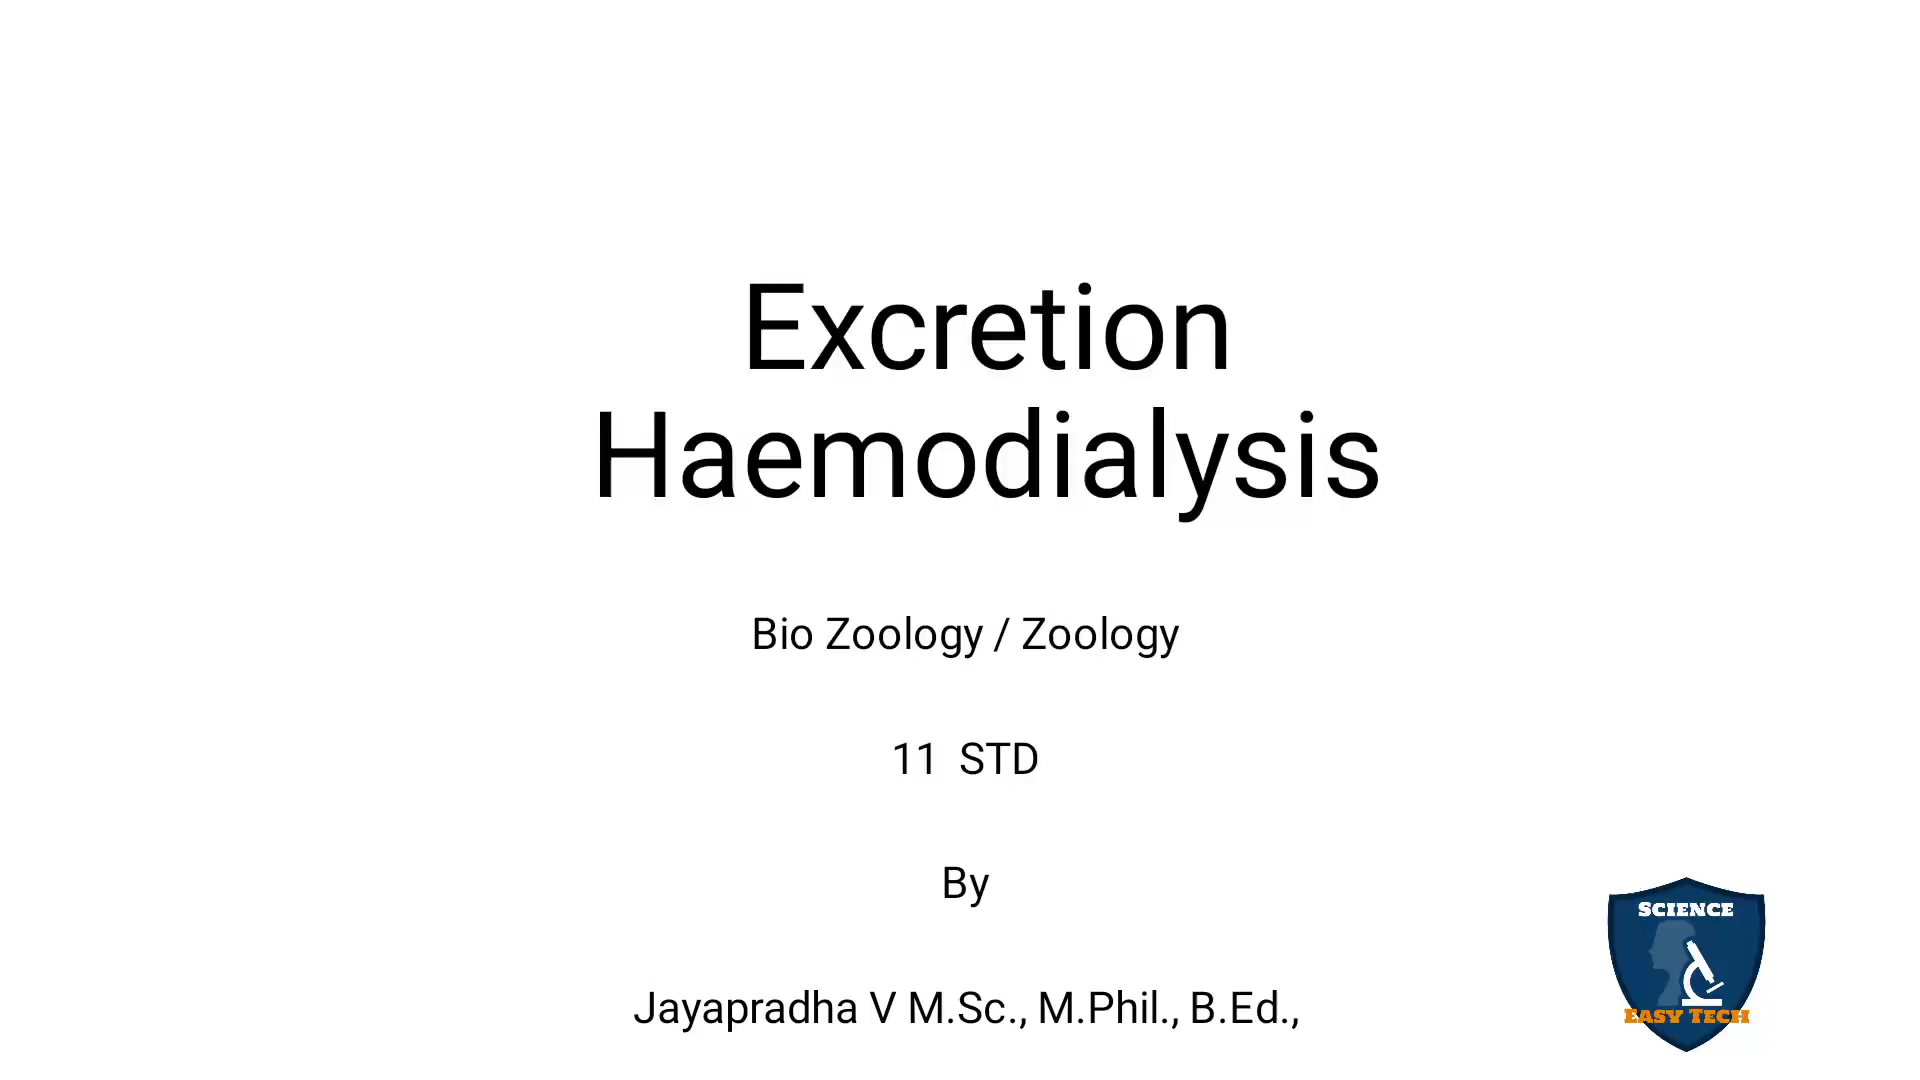 Excretion
Haemodialysis
Bio Zoology / Zoology
11 STD
By
Jayapradha V M.Sc., M.Phil., B.Ed.,
SCIENCE
EASY TECH